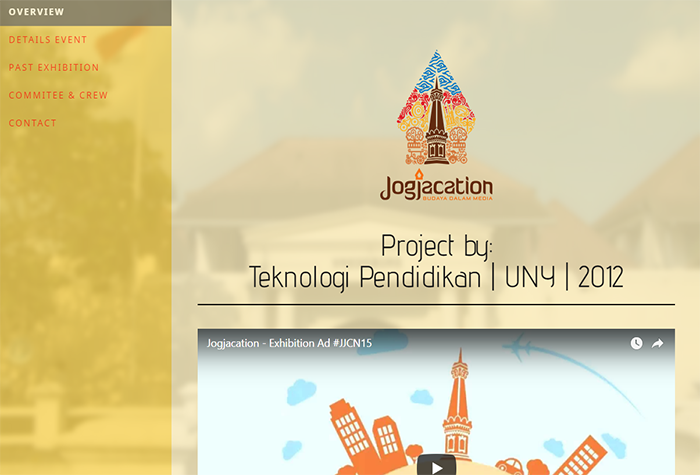 OVERVIEW
DETAILS EVENT
PAST EXHIBITION
COMMITEE & CREW
CONTACT
Jogjacation
BUDAYA DALAM MEDIA
Project by:
Teknologi Pendidikan | UNY | 2012
Jogjacation - Exhibition Ad #JJCN15